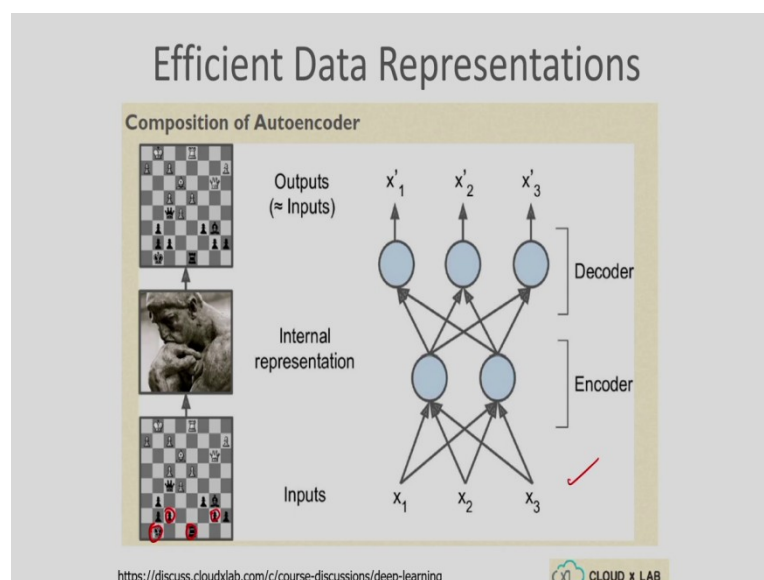 Efficient Data Representations
Composition of Autoencoder
Outputs
(≈ Inputs)
x'1 x'2 x'3
Decoder
Internal
representation
Encoder
Inputs
x1 x2 x3
https://discuss.cloudxlab.com/c/course-discussions/deep-learning
CLOUD x LAB